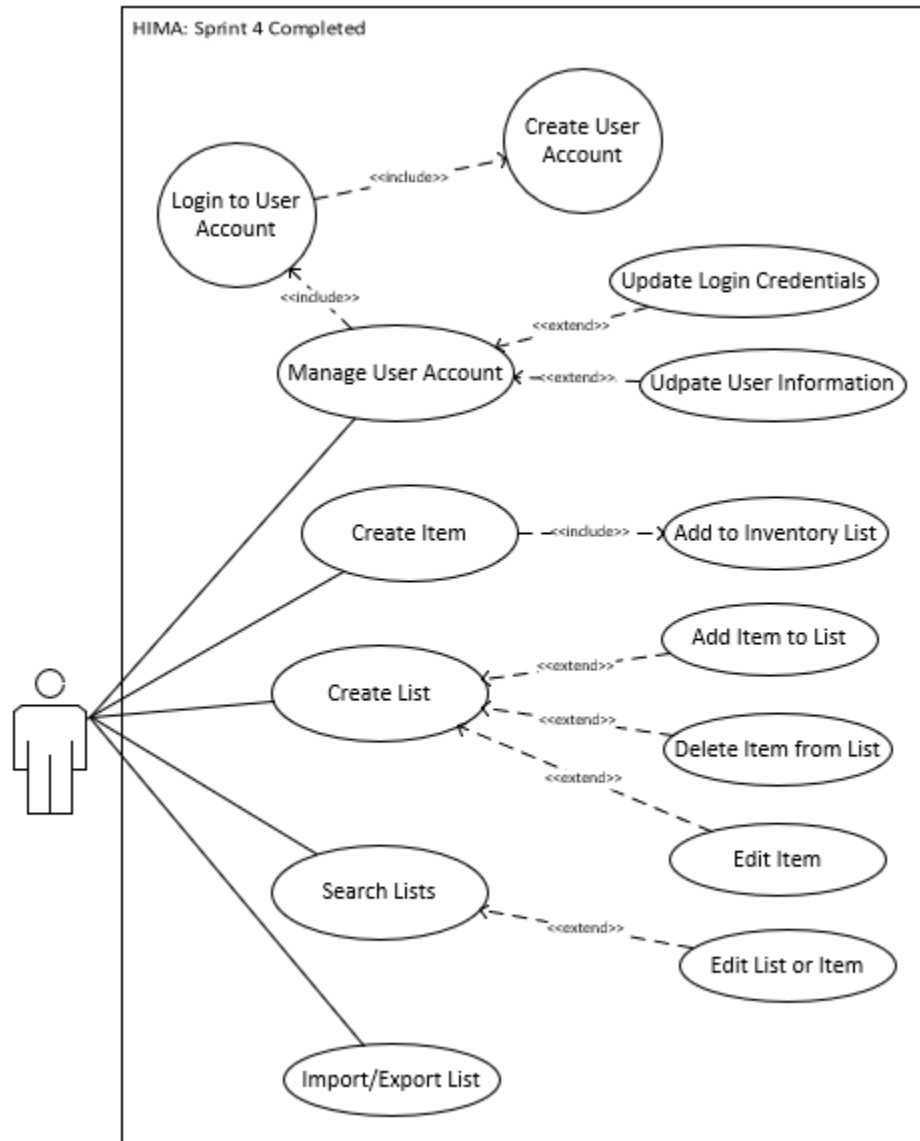 HIMA: Sprint 4 Completed
Create User
Account
<<include>>
Login to User
Account
<<include>>
Update Login Credentials
<<extend>>
Manage User Account
<<extend>>
Udpate User Information
Create Item
<<include>>
Add to Inventory List
Add Item to List
<<extend>>
Create List
<<extend>>
Delete Item from List
<<extend>>
Edit Item
Search Lists
<<extend>>
Edit List or Item
Import/Export List